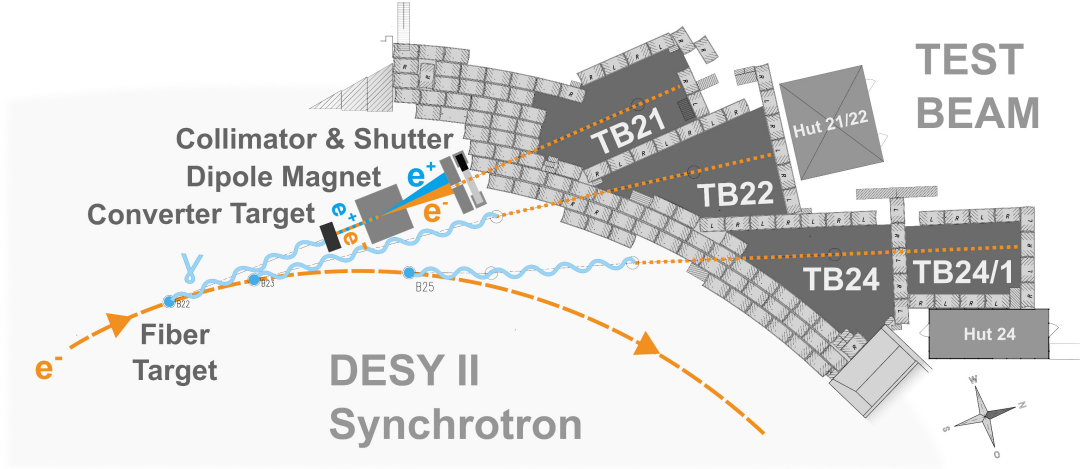 TEST
BEAM
Collimator & Shutter
Dipole Magnet
Converter Target
e⁺
e⁻
e⁺
e⁻
γ
B22
B23
B25
Fiber
Target
e⁻
DESY II
Synchrotron
TB21
TB22
TB24
TB24/1
Hut 21/22
Hut 24
W
N
S
O